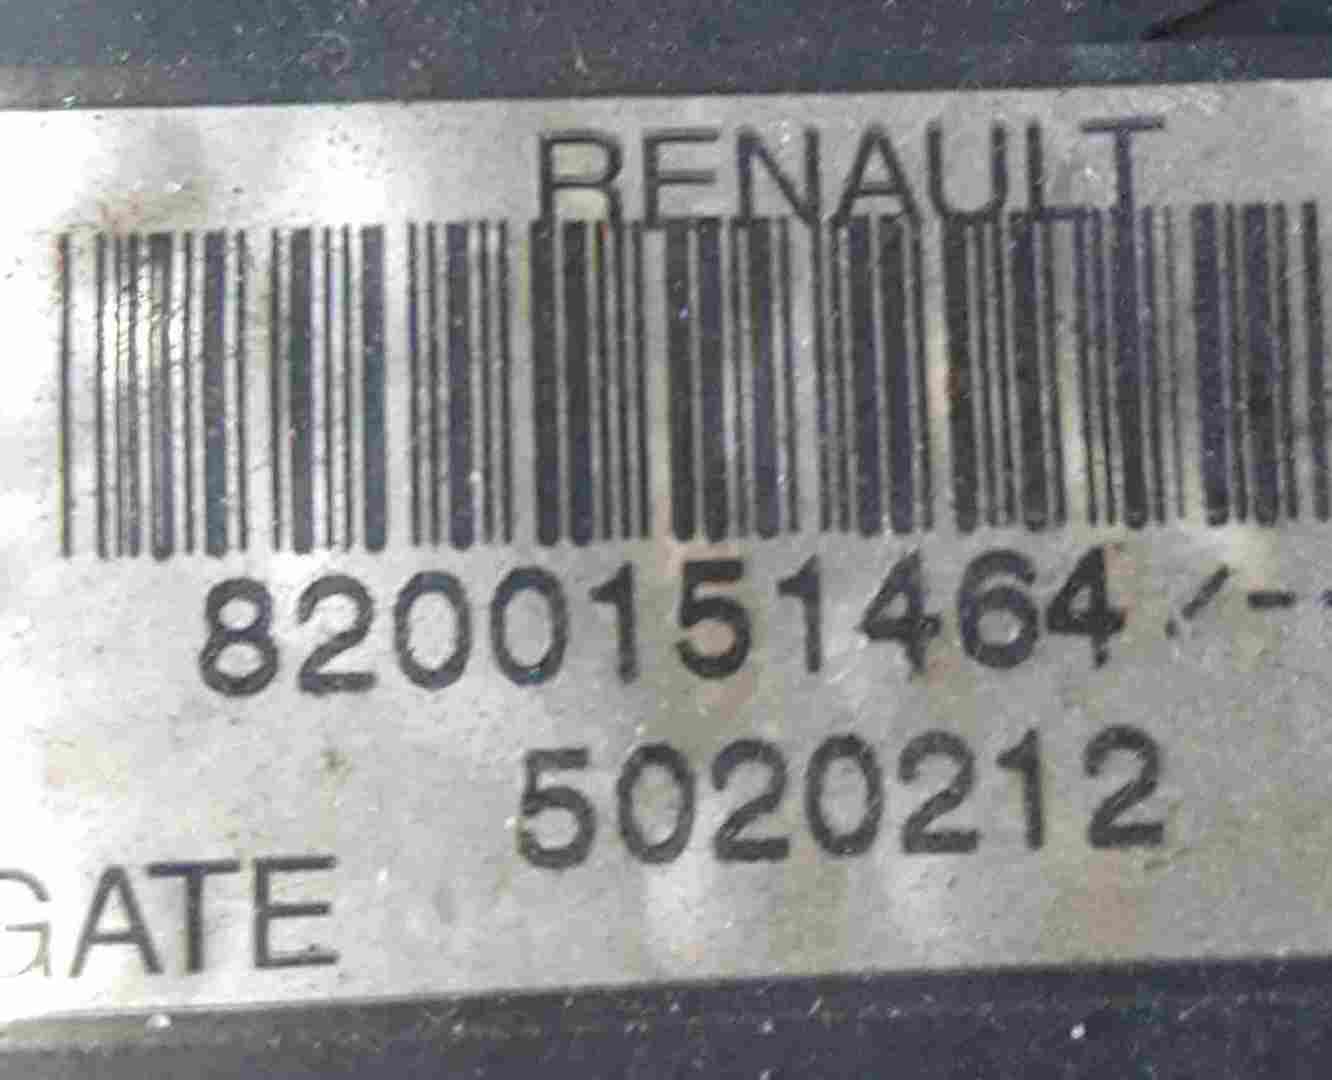 RENAULT
8200151464/--
5020212
GATE